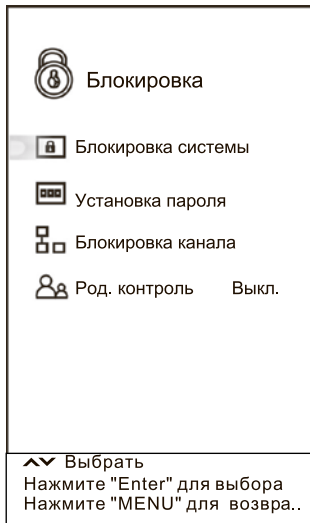 Блокировка
Блокировка системы
Установка пароля
Блокировка канала
Род. контроль Выкл.
Выбрать
Нажмите "Enter" для выбора
Нажмите "MENU" для возвра..